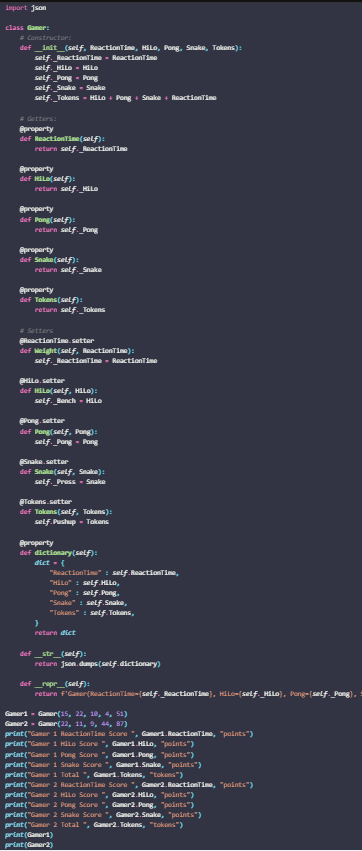 import json
class Gamer:
# Constructor:
def __init__(self, ReactionTime, HiLo, Pong, Snake, Tokens):
self._ReactionTime = ReactionTime
self._HiLo = HiLo
self._Pong = Pong
self._Snake = Snake
self._Tokens = HiLo + Pong + Snake + ReactionTime
# Getters:
@property
def ReactionTime(self):
return self._ReactionTime
@property
def HiLo(self):
return self._HiLo
@property
def Pong(self):
return self._Pong
@property
def Snake(self):
return self._Snake
@property
def Tokens(self):
return self._Tokens
# Setters
@ReactionTime.setter
def Weight(self, ReactionTime):
self._ReactionTime = ReactionTime
@HiLo.setter
def HiLo(self, HiLo):
self._Bench = HiLo
@Pong.setter
def Pong(self, Pong):
self._Pong = Pong
@Snake.setter
def Snake(self, Snake):
self._Press = Snake
@Tokens.setter
def Tokens(self, Tokens):
self.Pushup = Tokens
@property
def dictionary(self):
dict = {
"ReactionTime" : self.ReactionTime,
"HiLo" : self.HiLo,
"Pong" : self.Pong,
"Snake" : self.Snake,
"Tokens" : self.Tokens,
}
return dict
def __str__(self):
return json.dumps(self.dictionary)
def __repr__(self):
return f'Gamer(ReactionTime={self._ReactionTime}, HiLo={self._HiLo}, Pong={self._Pong},
Gamer1 = Gamer(15, 22, 10, 4, 51)
Gamer2 = Gamer(22, 11, 9, 44, 87)
print("Gamer 1 ReactionTime Score ", Gamer1.ReactionTime, "points")
print("Gamer 1 HiLo Score ", Gamer1.HiLo, "points")
print("Gamer 1 Pong Score ", Gamer1.Pong, "points")
print("Gamer 1 Snake Score ", Gamer1.Snake, "points")
print("Gamer 1 Total ", Gamer1.Tokens, "tokens")
print("Gamer 2 ReactionTime Score ", Gamer2.ReactionTime, "points")
print("Gamer 2 HiLo Score ", Gamer2.HiLo, "points")
print("Gamer 2 Pong Score ", Gamer2.Pong, "points")
print("Gamer 2 Snake Score ", Gamer2.Snake, "points")
print("Gamer 2 Total ", Gamer2.Tokens, "tokens")
print(Gamer1)
print(Gamer2)